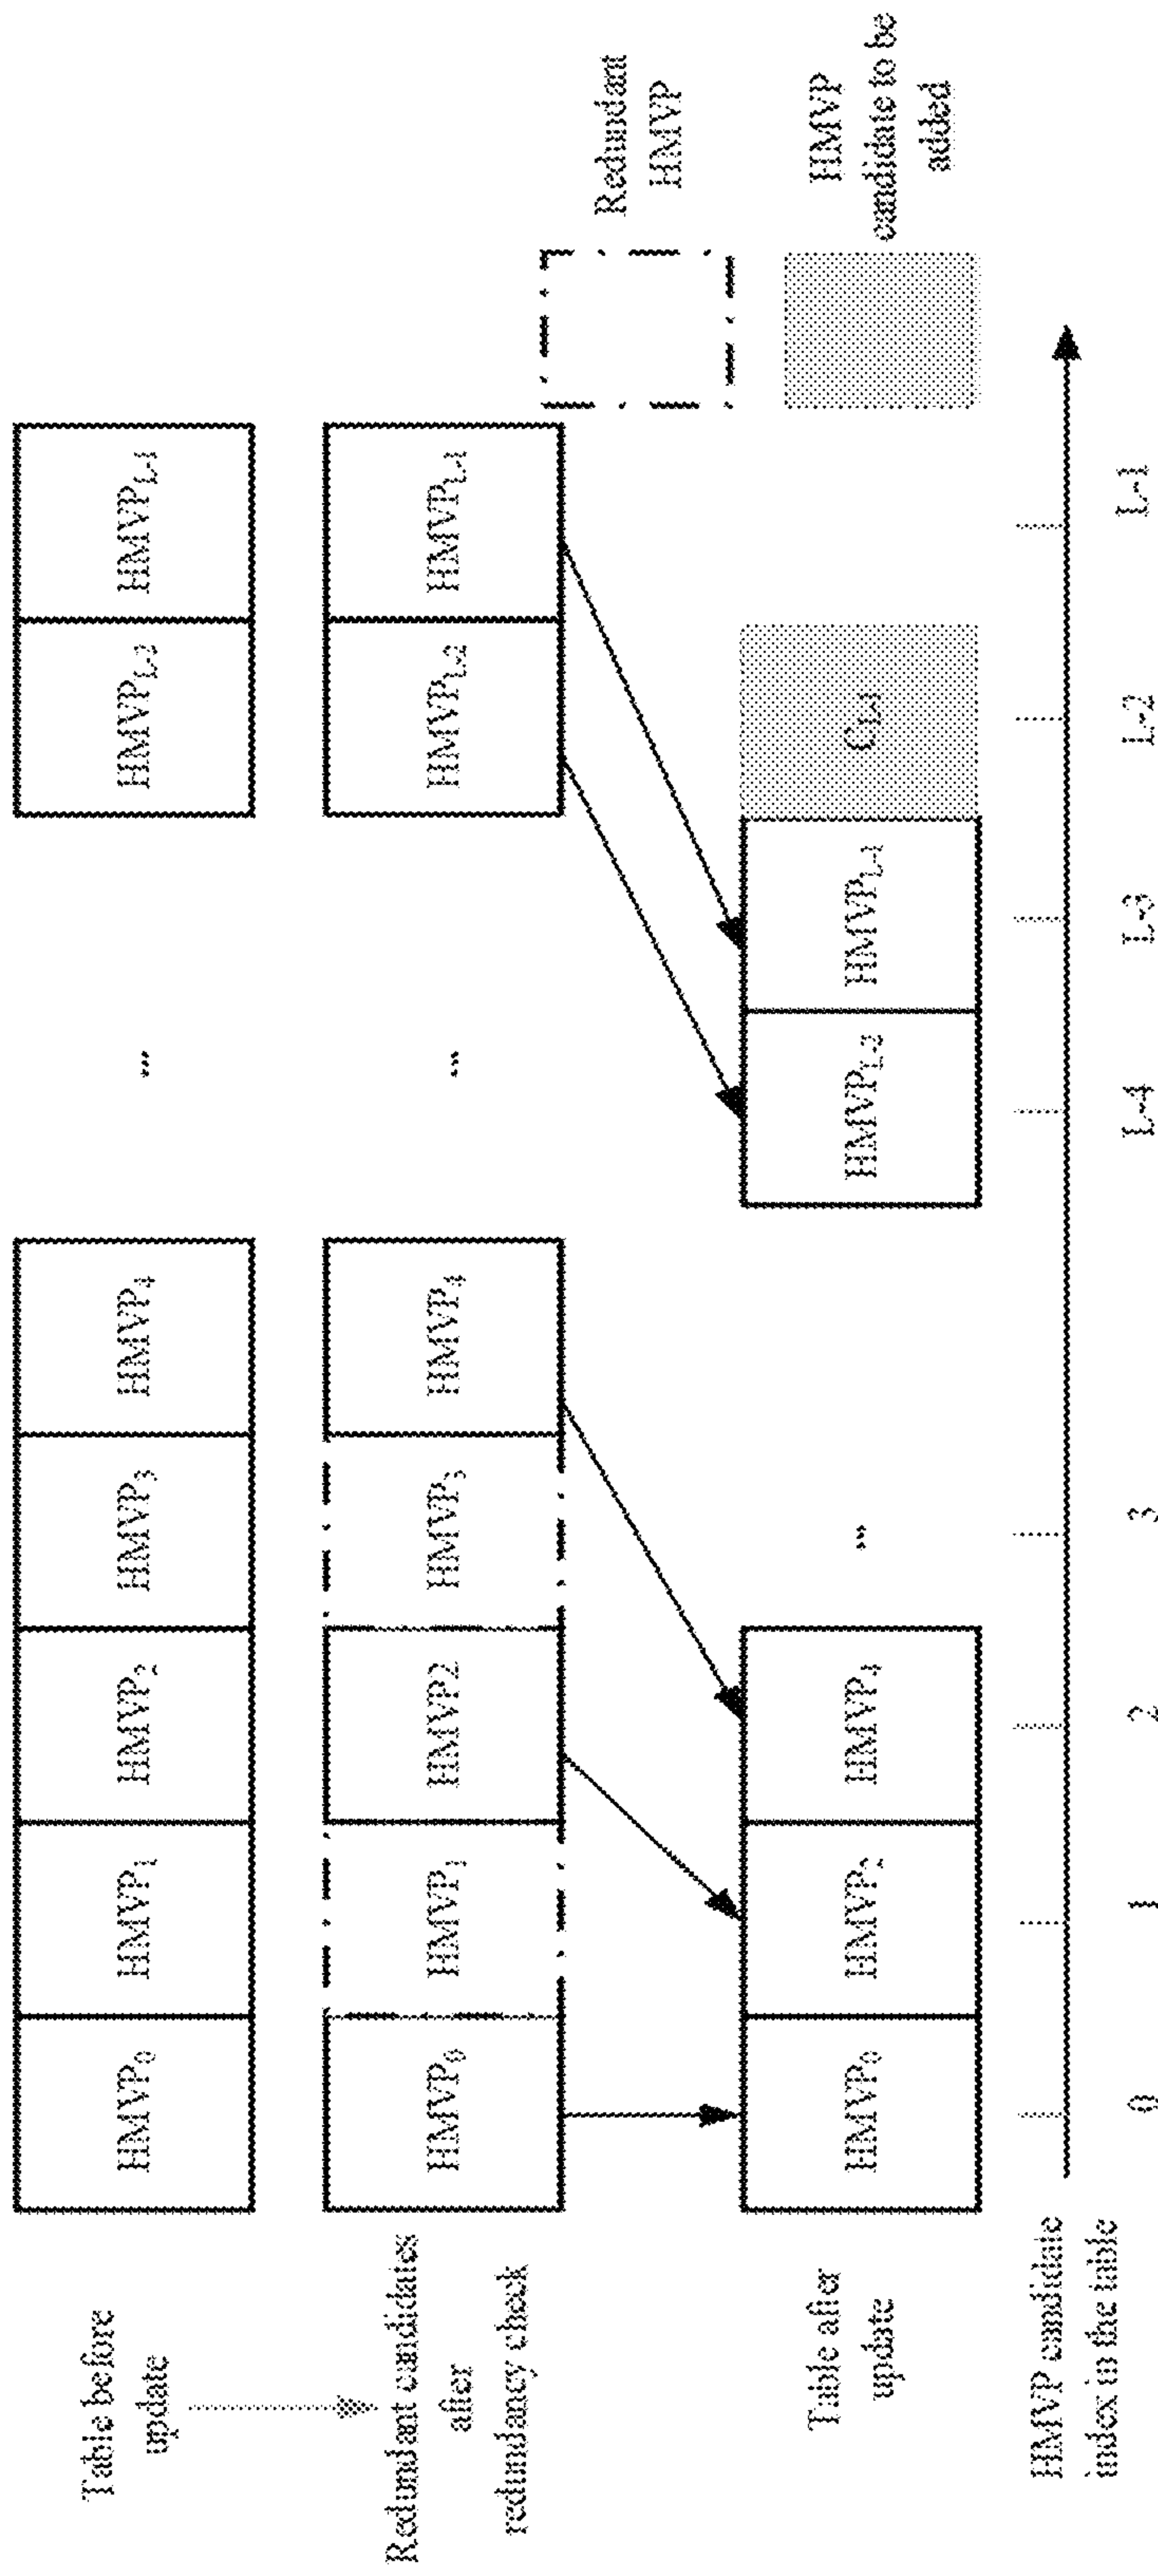 Table before
update
HMVP0
HMVP1
HMVP2
HMVP3
HMVP4
...
HMVPL-2
HMVPL-1
Redundant candidates
after
redundancy check
HMVP0
HMVP1
HMVP2
HMVP3
HMVP4
...
HMVPL-2
HMVPL-1
Redundant
HMVP
HMVP
candidate to be
added
Table after
update
HMVP0
HMVP2
HMVP4
...
HMVPL-2
HMVPL-1
CL-1
HMVP candidate
index in the table
0
1
2
3
L-4
L-3
L-2
L-1